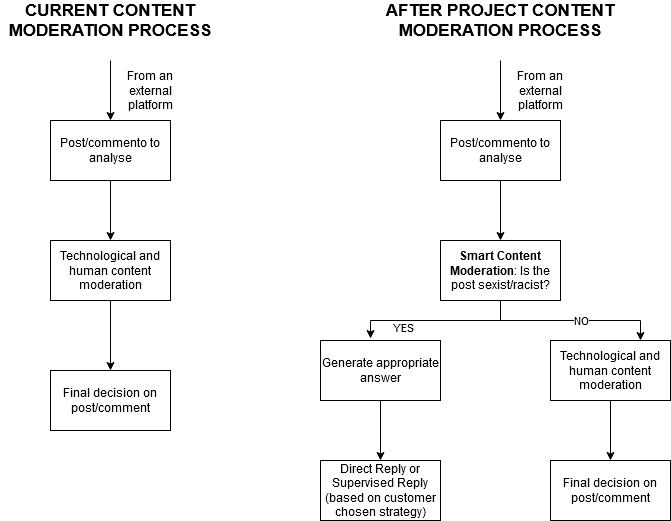 CURRENT CONTENT
MODERATION PROCESS
From an
external
platform
Post/commento to
analyse
Technological and
human content
moderation
Final decision on
post/comment
AFTER PROJECT CONTENT
MODERATION PROCESS
From an
external
platform
Post/commento to
analyse
Smart Content
Moderation: Is the
post sexist/racist?
YES
NO
Generate appropriate
answer
Technological and
human content
moderation
Direct Reply or
Supervised Reply
(based on customer
chosen strategy)
Final decision on
post/comment